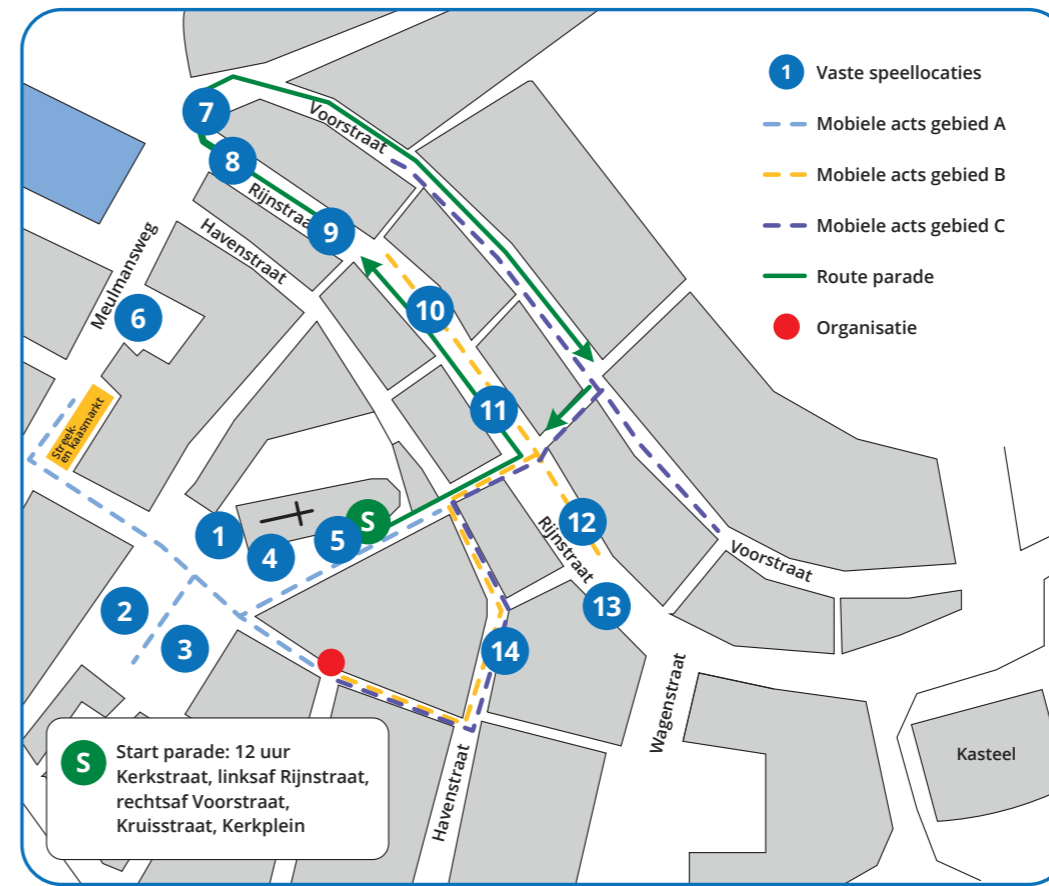 1 Vaste speellocaties
Mobiele acts gebied A
Mobiele acts gebied B
Mobiele acts gebied C
Route parade
Organisatie
7
8
9
10
11
6
1
4
5
S
12
2
3
13
14
Voorstraat
Rijnstraat
Havenstraat
Meulmansweg
Streek-
en kaasmarkt
Rijnstraat
Voorstraat
Wagenstraat
Havenstraat
Kasteel
S
Start parade: 12 uur
Kerkstraat, linksaf Rijnstraat,
rechtsaf Voorstraat,
Kruisstraat, Kerkplein